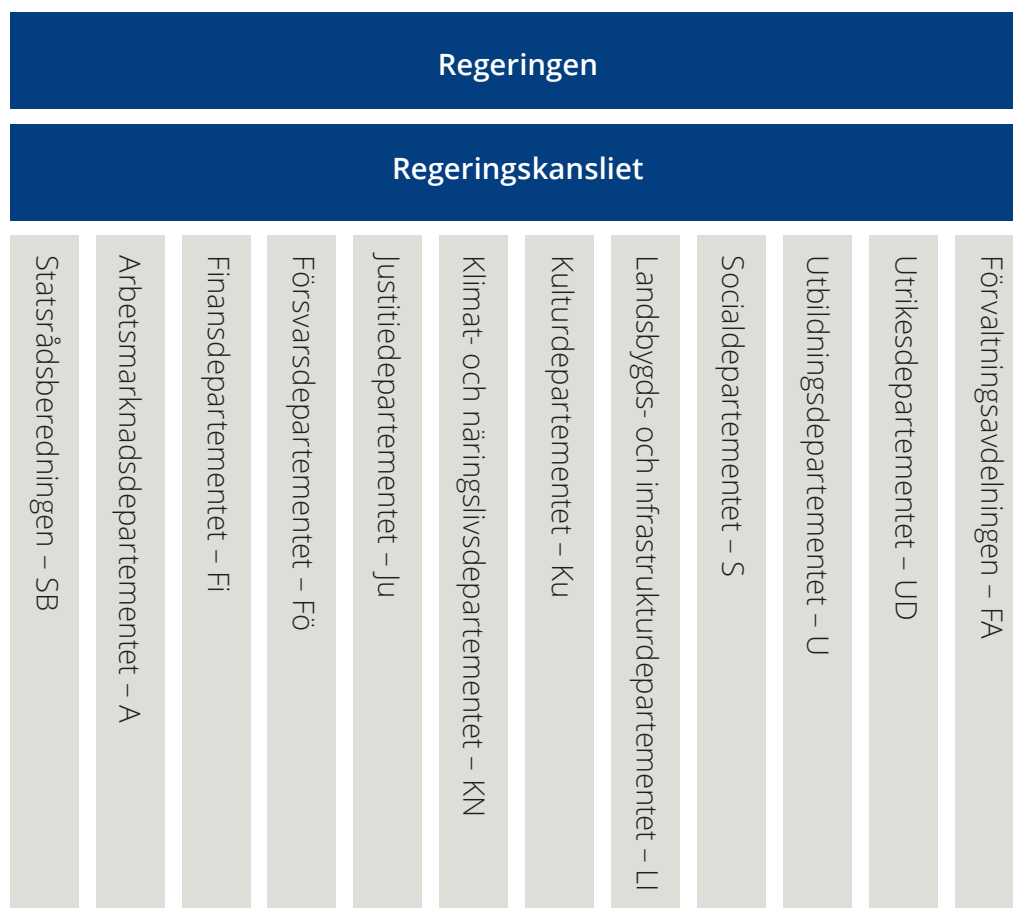 Regeringen
Regeringskansliet
Statsrådsberedningen – SB
Arbetsmarknadsdepartementet – A
Finansdepartementet – Fi
Försvarsdepartementet – Fö
Justitiedepartementet – Ju
Klimat- och näringslivsdepartementet – KN
Kulturdepartementet – Ku
Landsbygds- och infrastrukturdepartementet – LI
Socialdepartementet – S
Utbildningsdepartementet – U
Utrikesdepartementet – UD
Förvaltningsavdelningen – FA